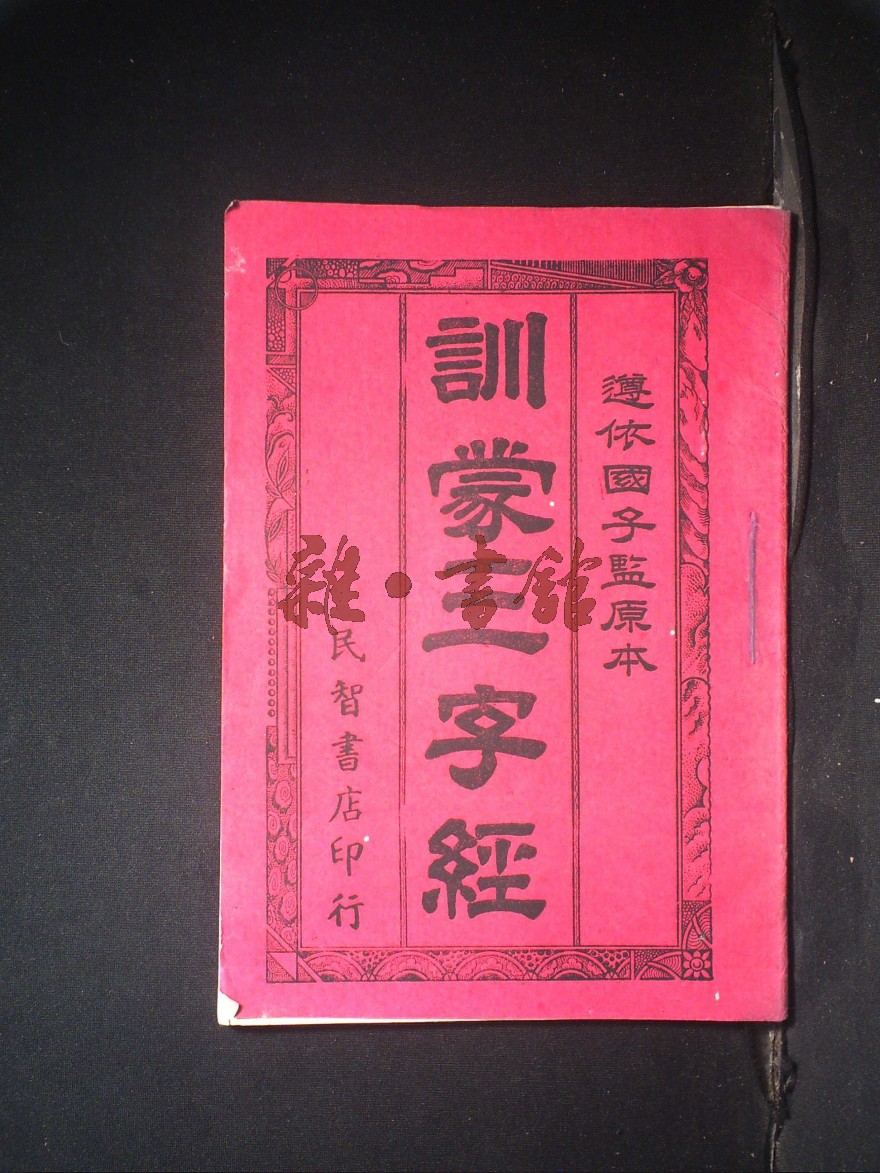 遵依國子監原本
訓蒙三字經
民智書店印行
雜·書館